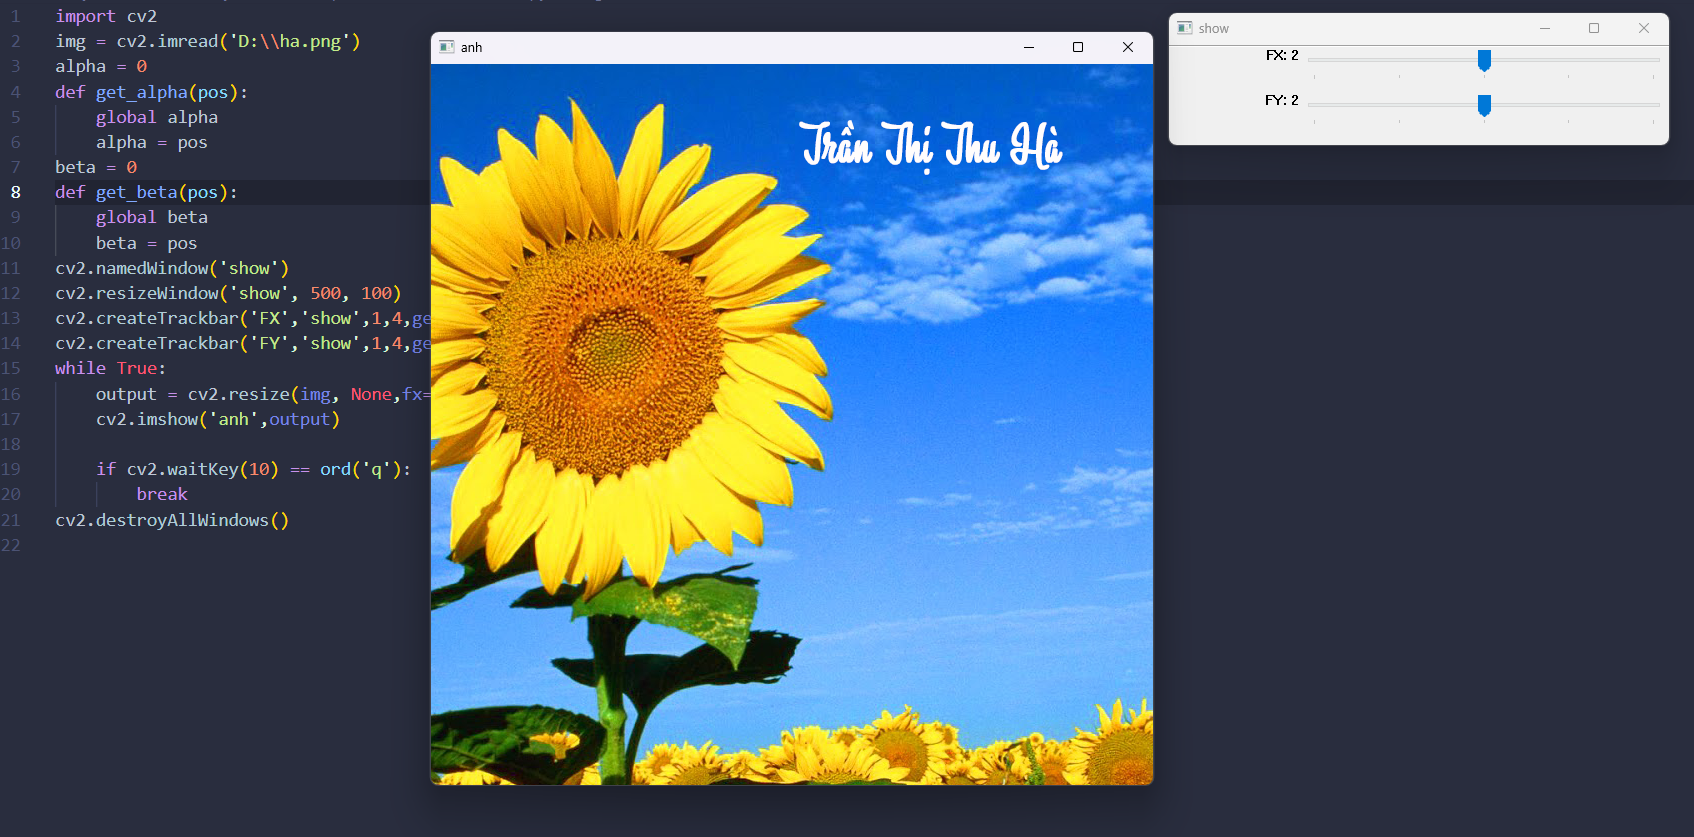 1 import cv2
2 img = cv2.imread('D:\\ha.png')
3 alpha = 0
4 def get_alpha(pos):
5 global alpha
6 alpha = pos
7 beta = 0
8 def get_beta(pos):
9 global beta
10 beta = pos
11 cv2.namedWindow('show')
12 cv2.resizeWindow('show', 500, 100)
13 cv2.createTrackbar('FX','show',1,4,ge
14 cv2.createTrackbar('FY','show',1,4,ge
15 while True:
16 output = cv2.resize(img, None,fx=
17 cv2.imshow('anh',output)
18
19 if cv2.waitKey(10) == ord('q'):
20 break
21 cv2.destroyAllWindows()
22
anh
Trần Thị Thu Hà
show
FX: 2
FY: 2